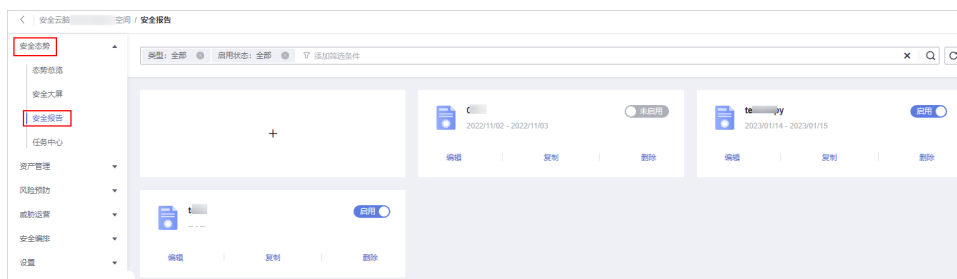 安全云脑 空间 / 安全报告
安全态势
态势总览
安全大屏
安全报告
任务中心
资产管理
风险预防
威胁运营
安全编排
设置
类型: 全部 启用状态: 全部 添加筛选条件
未启用
2022/11/02 - 2022/11/03
编辑 复制 删除
te py 启用
2023/01/14 - 2023/01/15
编辑 复制 删除
t 启用
-- - --
编辑 复制 删除